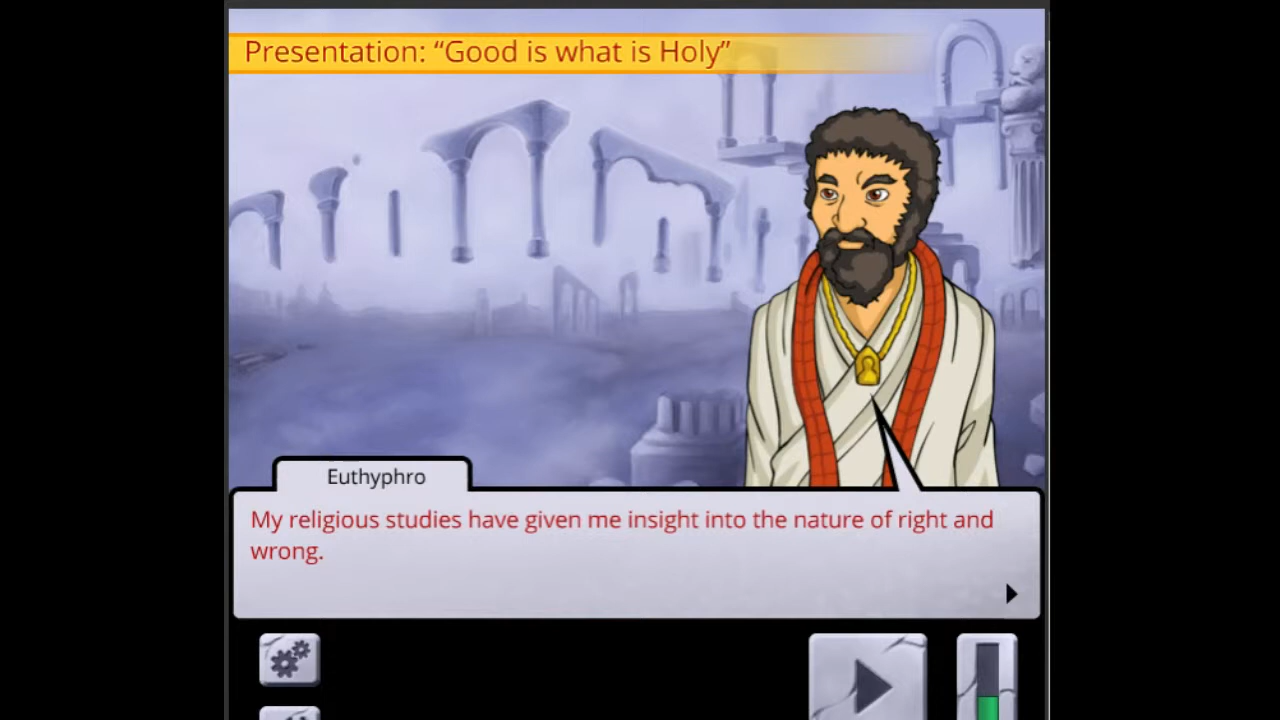 Presentation: “Good is what is Holy”
Euthyphro
My religious studies have given me insight into the nature of right and
wrong.